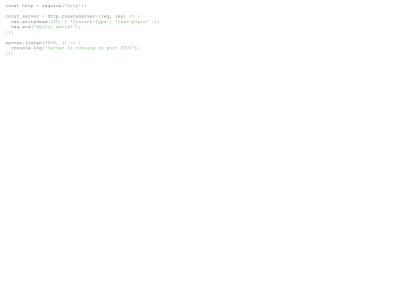 const http = require('http')
const server = http.createServer((req, res) => {
res.writeHead(200, { 'Content-Type': 'text/plain' });
res.end('Hello, world!');
});
server.listen(3000, () => {
console.log('Server is running on port 3000');
});